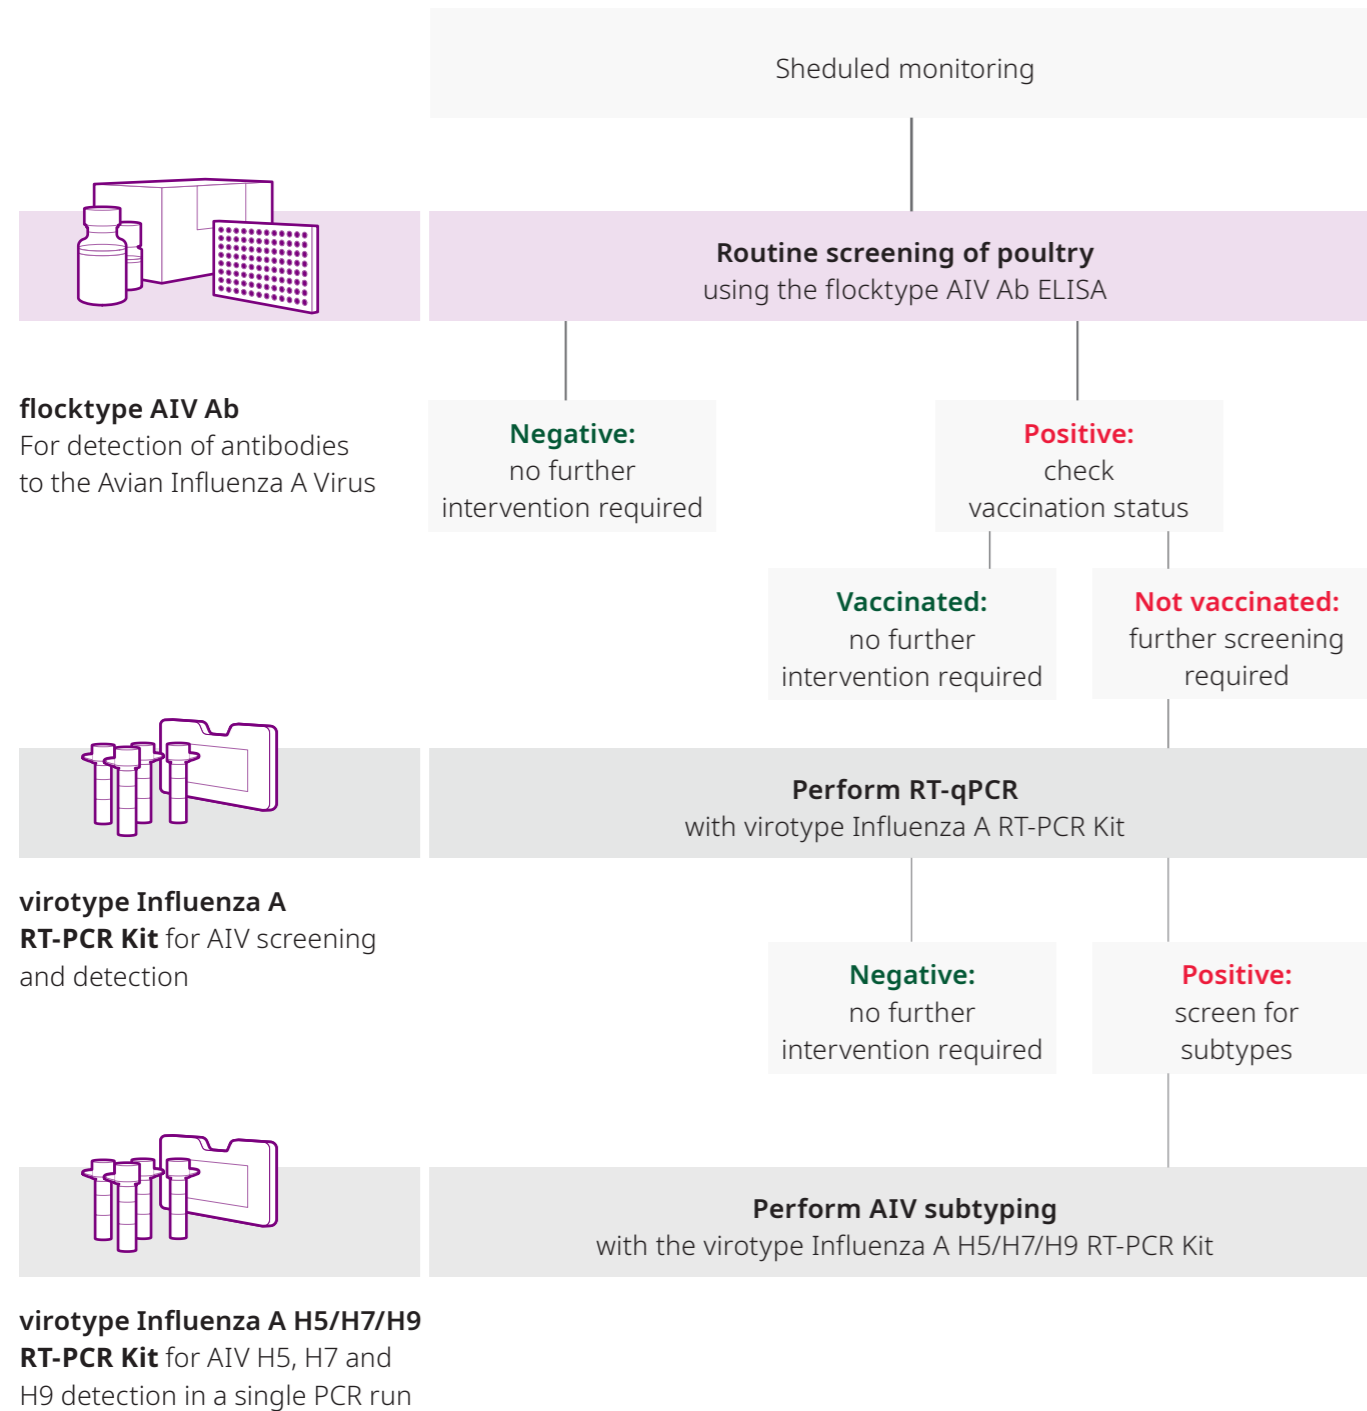 Sheduled monitoring
Routine screening of poultry
using the flocktype AIV Ab ELISA
flocktype AIV Ab
For detection of antibodies
to the Avian Influenza A Virus
Negative:
no further
intervention required
Positive:
check
vaccination status
Vaccinated:
no further
intervention required
Not vaccinated:
further screening
required
Perform RT-qPCR
with virotype Influenza A RT-PCR Kit
virotype Influenza A
RT-PCR Kit for AIV screening
and detection
Negative:
no further
intervention required
Positive:
screen for
subtypes
Perform AIV subtyping
with the virotype Influenza A H5/H7/H9 RT-PCR Kit
virotype Influenza A H5/H7/H9
RT-PCR Kit for AIV H5, H7 and
H9 detection in a single PCR run